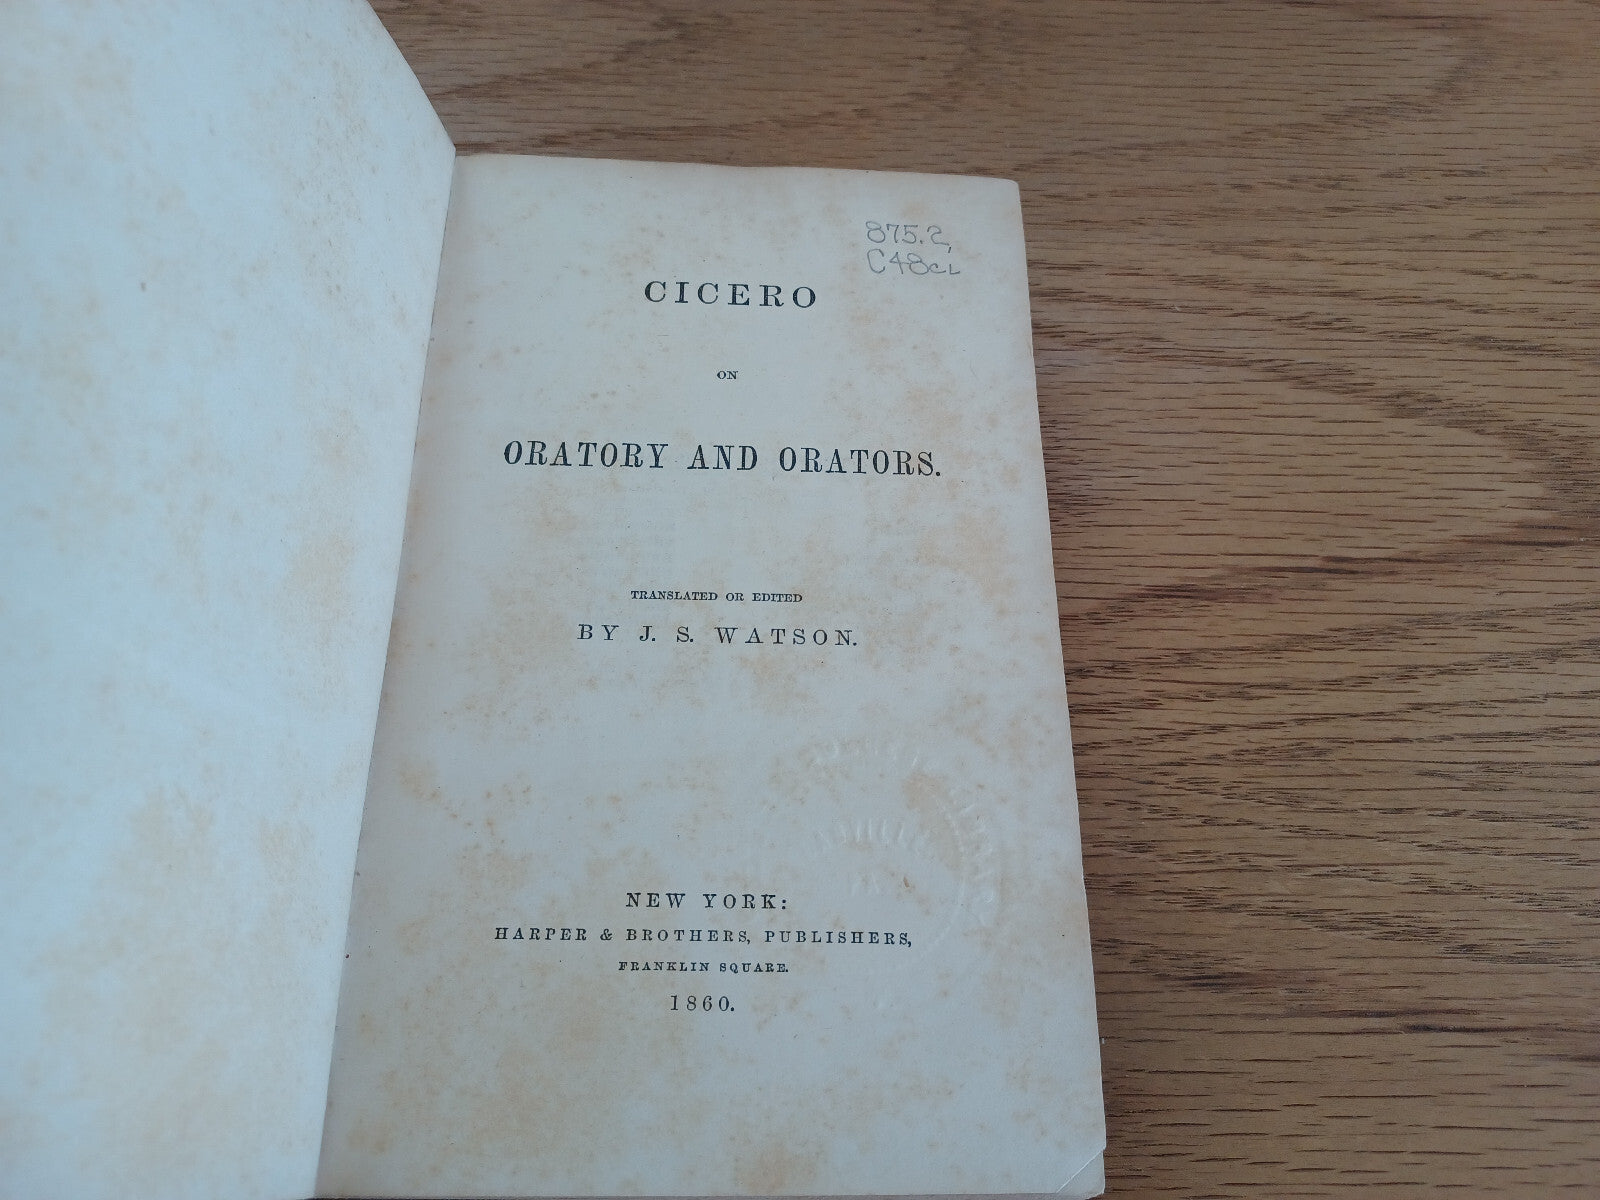 875.2
C48cL
CICERO
ON
ORATORY AND ORATORS.
TRANSLATED OR EDITED
BY J. S. WATSON.
NEW YORK:
HARPER & BROTHERS, PUBLISHERS,
FRANKLIN SQUARE.
1860.